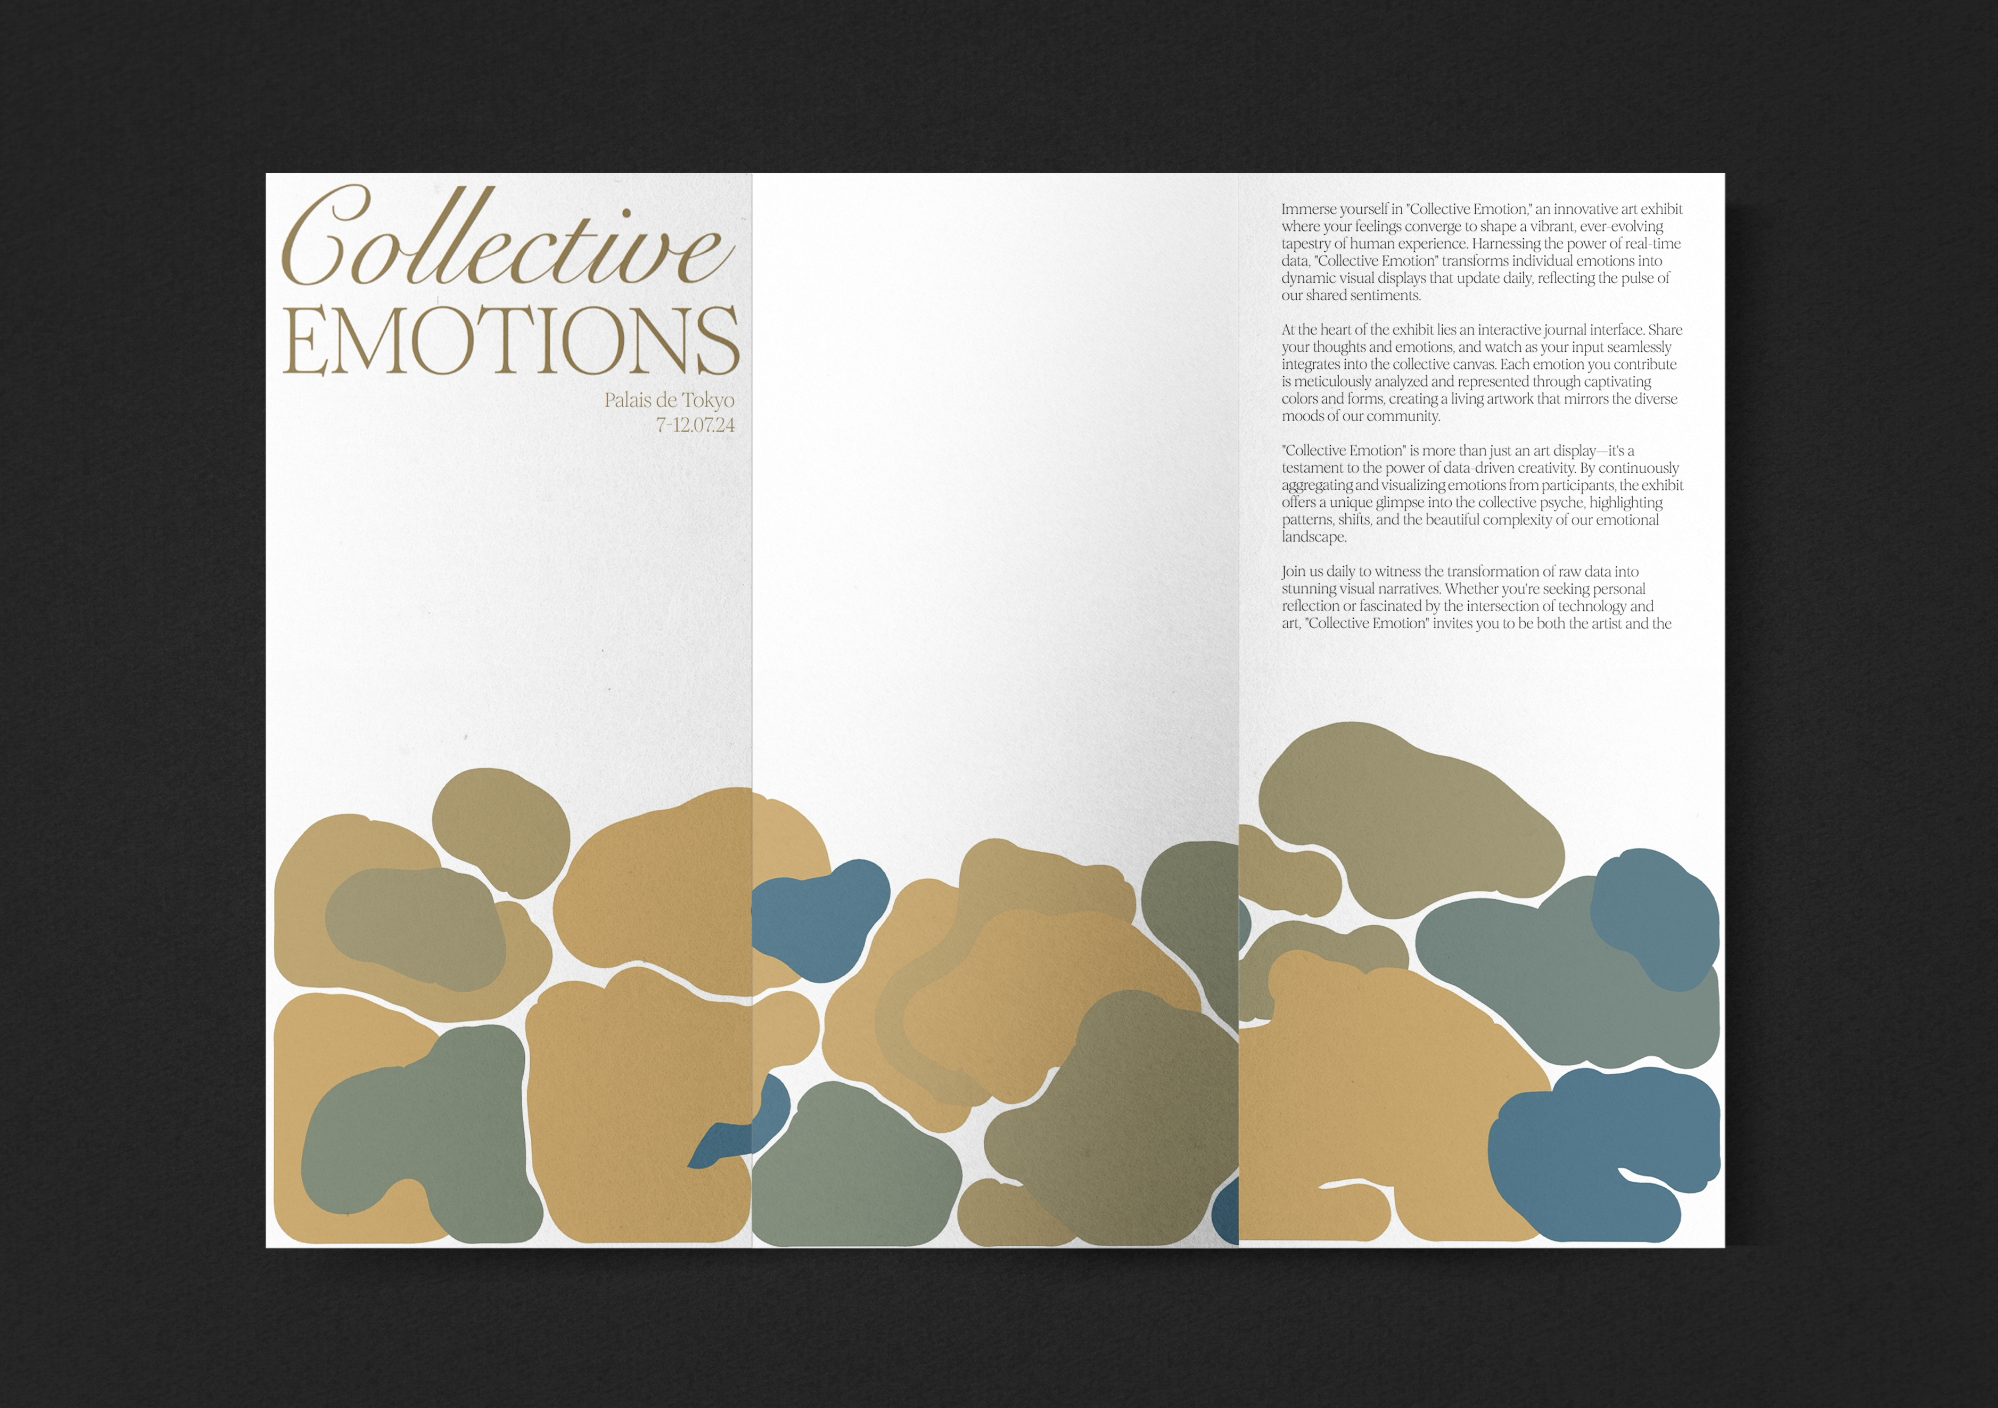 Collective
EMOTIONS
Palais de Tokyo
7-12.07.24
Immerse yourself in "Collective Emotion," an innovative art exhibit
where your feelings converge to shape a vibrant, ever-evolving
tapestry of human experience. Harnessing the power of real-time
data, "Collective Emotion" transforms individual emotions into
dynamic visual displays that update daily, reflecting the pulse of
our shared sentiments.
At the heart of the exhibit lies an interactive journal interface. Share
your thoughts and emotions, and watch as your input seamlessly
integrates into the collective canvas. Each emotion you contribute
is meticulously analyzed and represented through captivating
colors and forms, creating a living artwork that mirrors the diverse
moods of our community.
"Collective Emotion" is more than just an art display—it's a
testament to the power of data-driven creativity. By continuously
aggregating and visualizing emotions from participants, the exhibit
offers a unique glimpse into the collective psyche, highlighting
patterns, shifts, and the beautiful complexity of our emotional
landscape.
Join us daily to witness the transformation of raw data into
stunning visual narratives. Whether you're seeking personal
reflection or fascinated by the intersection of technology and
art, "Collective Emotion" invites you to be both the artist and the